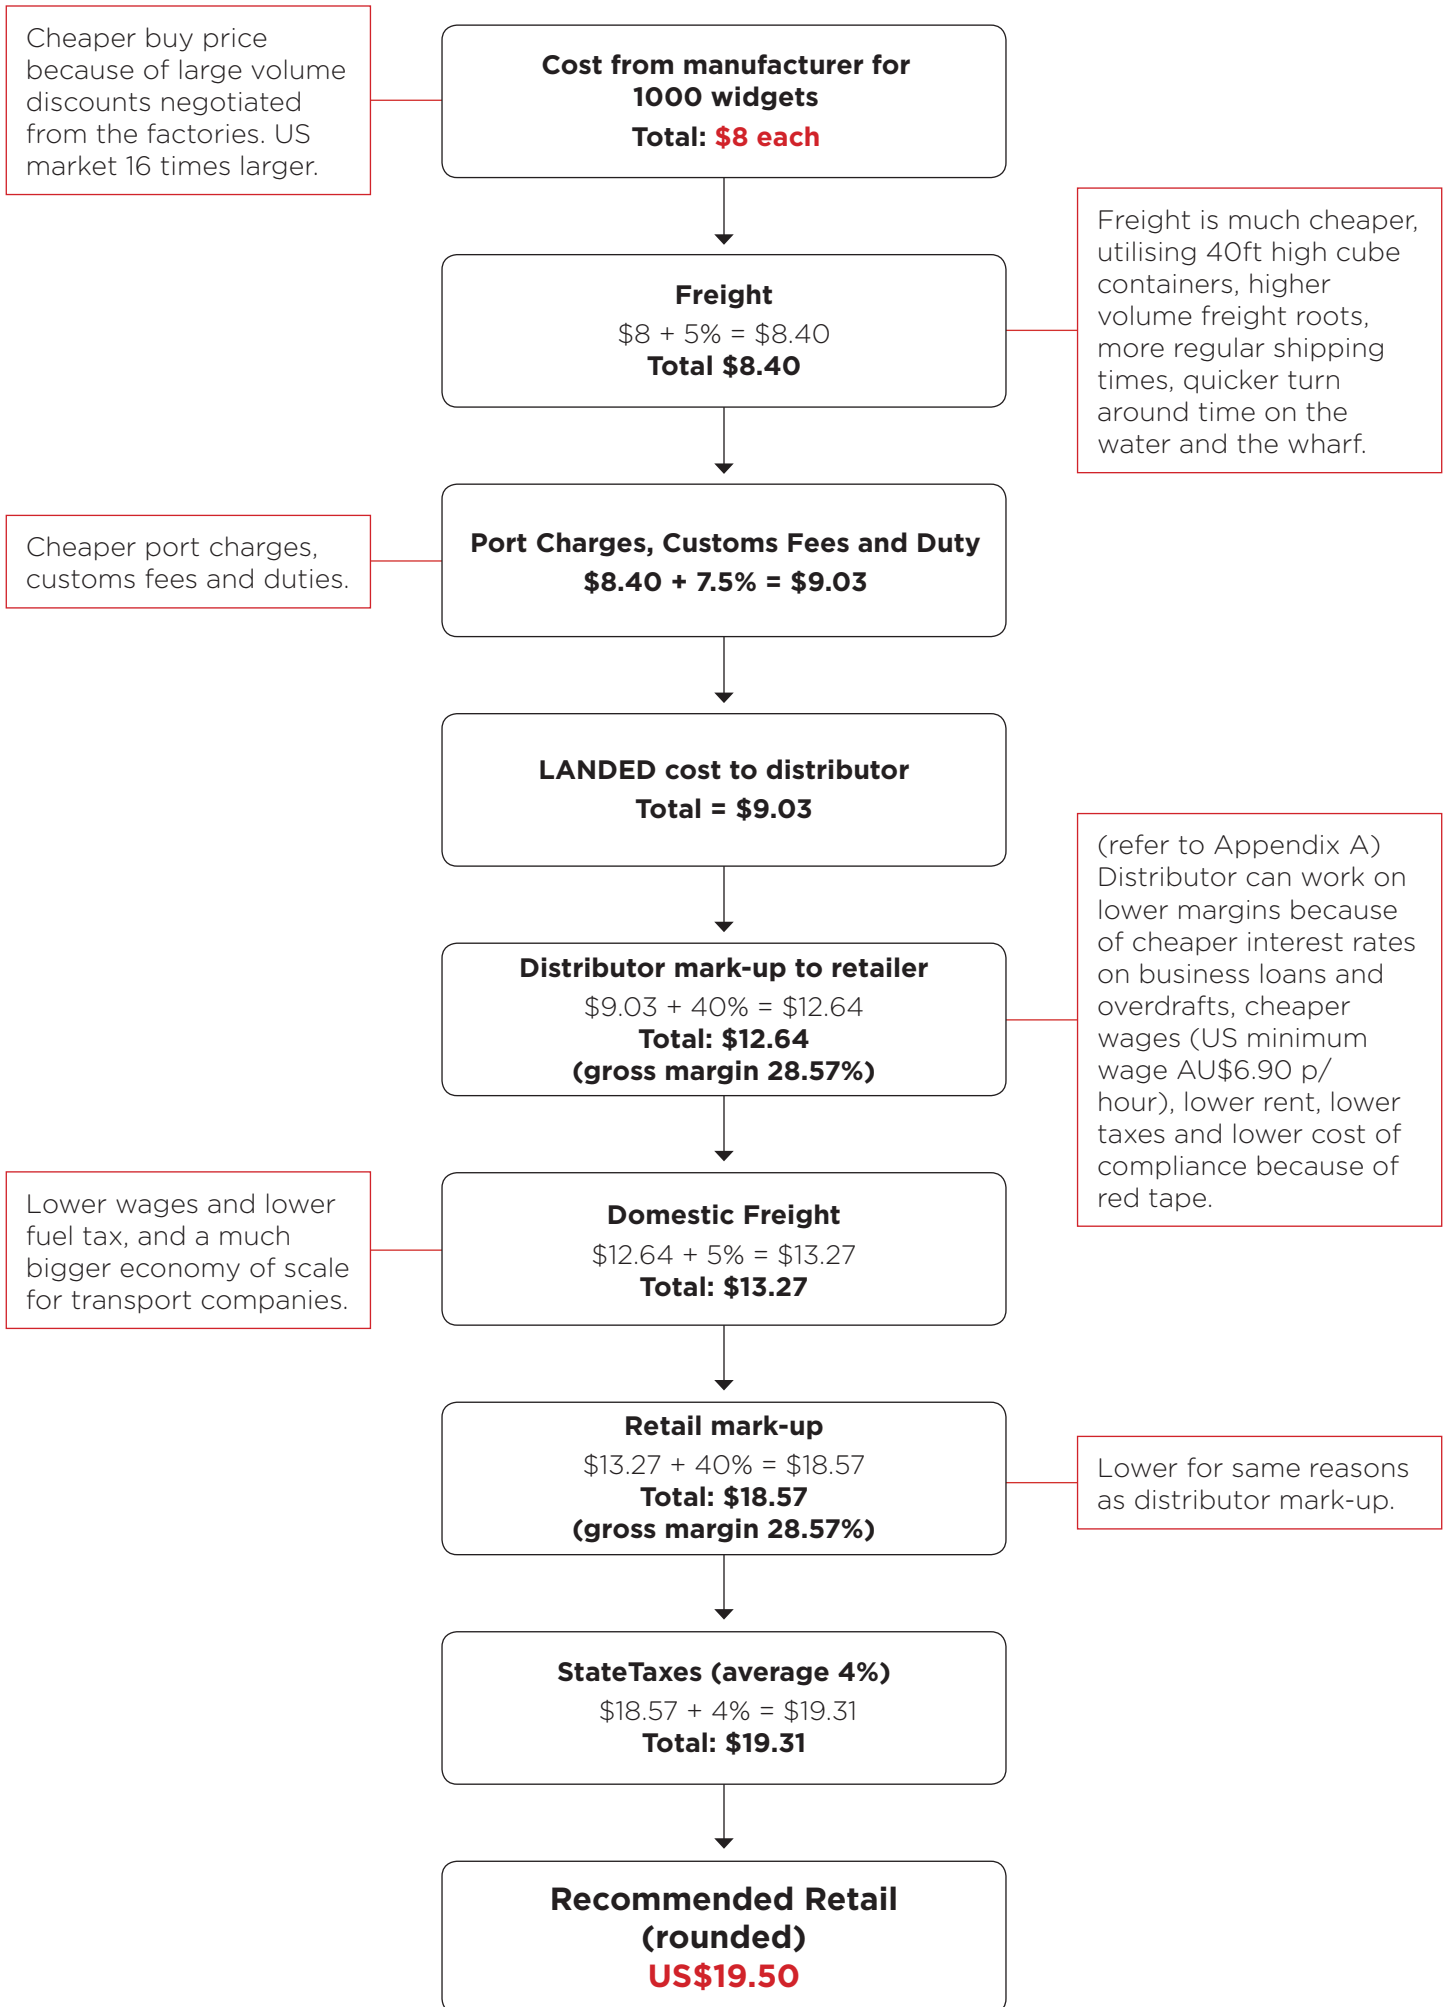 Cheaper buy price
because of large volume
discounts negotiated
from the factories. US
market 16 times larger.
Cost from manufacturer for
1000 widgets
Total: $8 each
Freight
$8 + 5% = $8.40
Total $8.40
Freight is much cheaper,
utilising 40ft high cube
containers, higher
volume freight roots,
more regular shipping
times, quicker turn
around time on the
water and the wharf.
Cheaper port charges,
customs fees and duties.
Port Charges, Customs Fees and Duty
$8.40 + 7.5% = $9.03
LANDED cost to distributor
Total = $9.03
Distributor mark-up to retailer
$9.03 + 40% = $12.64
Total: $12.64
(gross margin 28.57%)
(refer to Appendix A)
Distributor can work on
lower margins because
of cheaper interest rates
on business loans and
overdrafts, cheaper
wages (US minimum
wage AU$6.90 p/
hour), lower rent, lower
taxes and lower cost of
compliance because of
red tape.
Lower wages and lower
fuel tax, and a much
bigger economy of scale
for transport companies.
Domestic Freight
$12.64 + 5% = $13.27
Total: $13.27
Retail mark-up
$13.27 + 40% = $18.57
Total: $18.57
(gross margin 28.57%)
Lower for same reasons
as distributor mark-up.
StateTaxes (average 4%)
$18.57 + 4% = $19.31
Total: $19.31
Recommended Retail
(rounded)
US$19.50